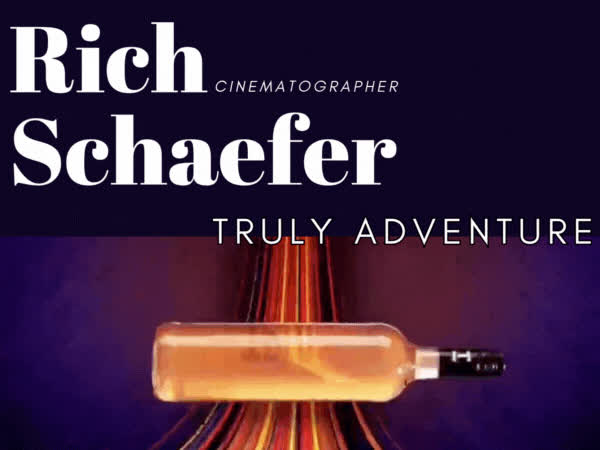 Rich
CINEMATOGRAPHER
Schaefer
TRULY ADVENTURE
H